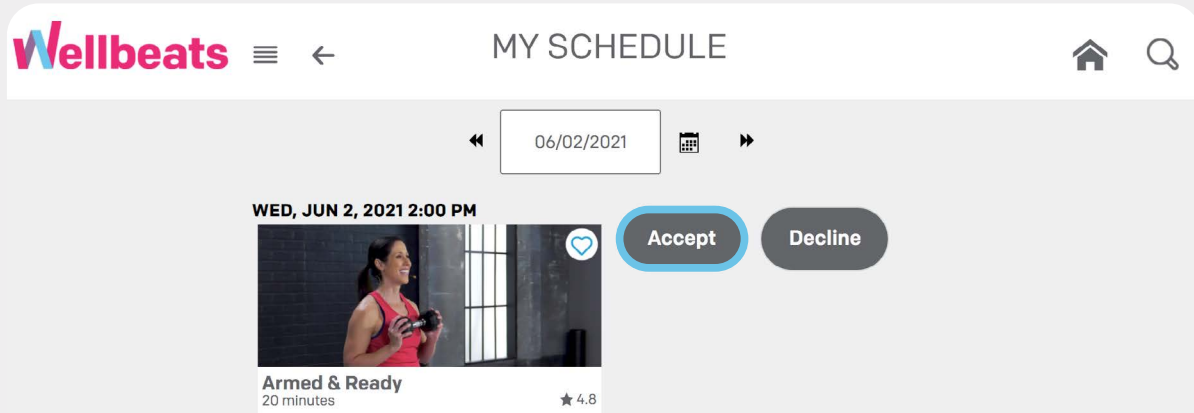 Wellbeats
MY SCHEDULE
06/02/2021
WED, JUN 2, 2021 2:00 PM
Accept
Decline
Armed & Ready
20 minutes
4.8